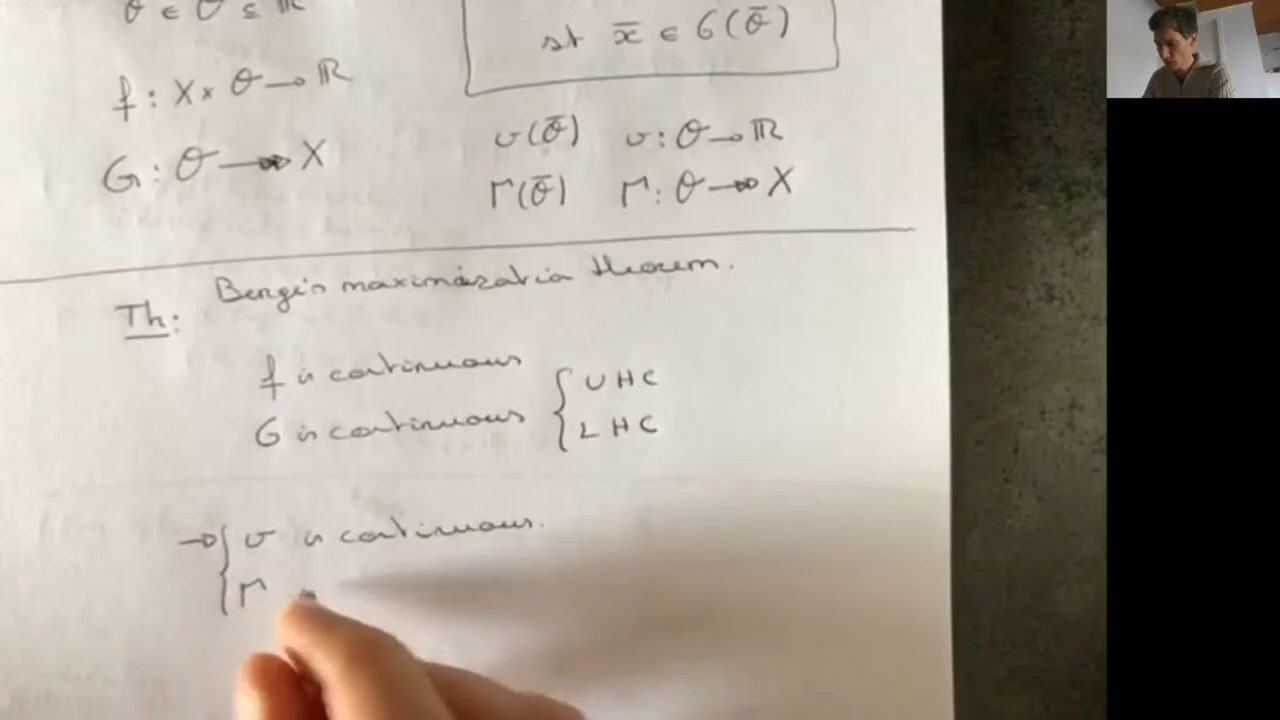 θ ∈ Θ ⊆ ℝ
st x̄ ∈ G(θ̄)
f : X × Θ → ℝ
G : Θ ↠ X
v(θ̄) v : Θ → ℝ
Γ(θ̄) Γ : Θ ↠ X
Th: Berge's maximization theorem.
f is continuous
G is continuous { UHC
LHC
→ { v is continuous.
Γ